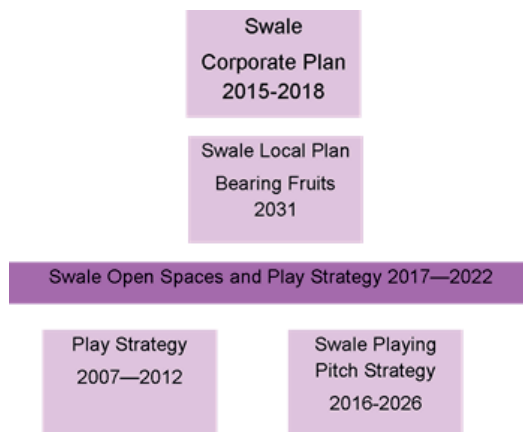 Swale
Corporate Plan
2015-2018
Swale Local Plan
Bearing Fruits
2031
Swale Open Spaces and Play Strategy 2017—2022
Play Strategy
2007—2012
Swale Playing
Pitch Strategy
2016-2026